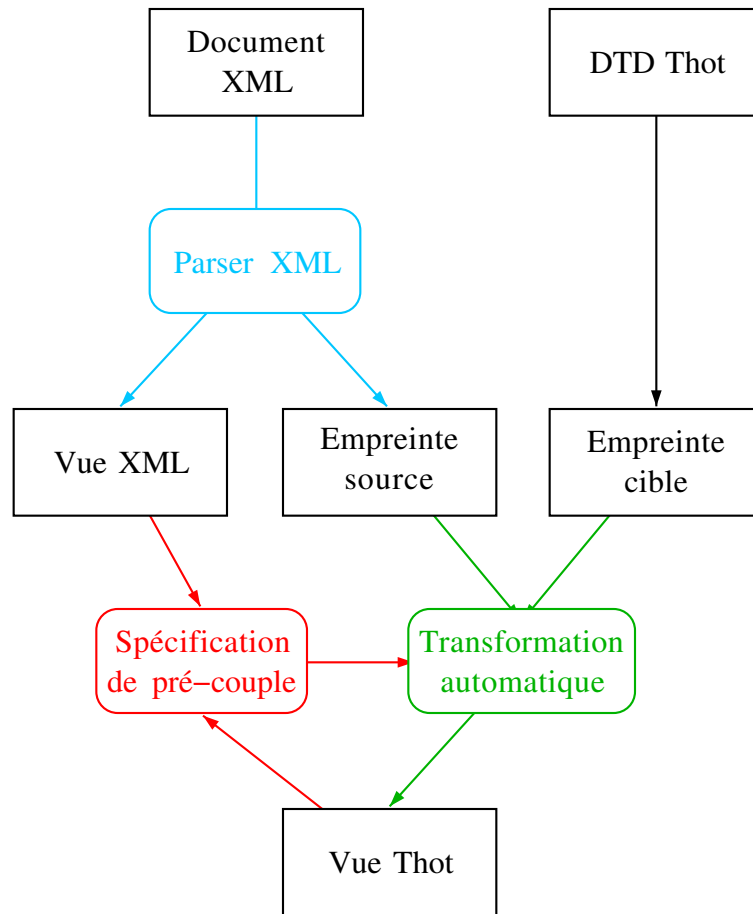 Document
XML
DTD Thot
Parser XML
Vue XML
Empreinte
source
Empreinte
cible
Spécification
de pré−couple
Transformation
automatique
Vue Thot